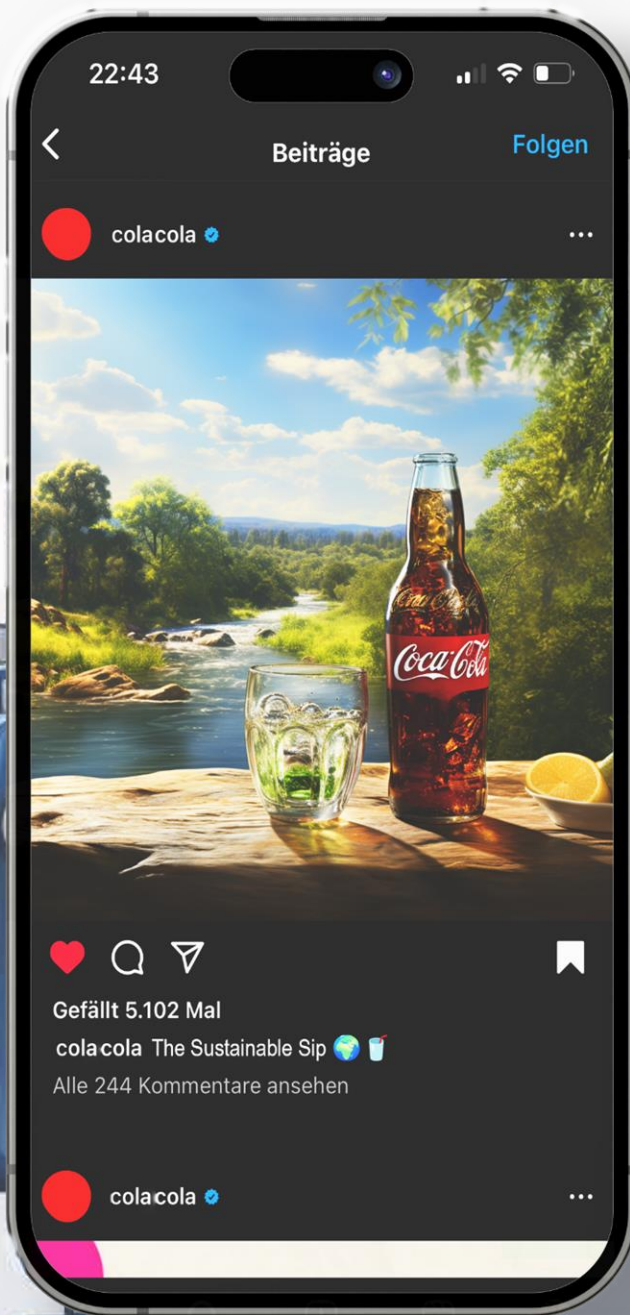 22:43
Beiträge
Folgen
colacola
Coca-Cola
Gefällt 5.102 Mal
colacola The Sustainable Sip 🌍 🥤
Alle 244 Kommentare ansehen
colacola